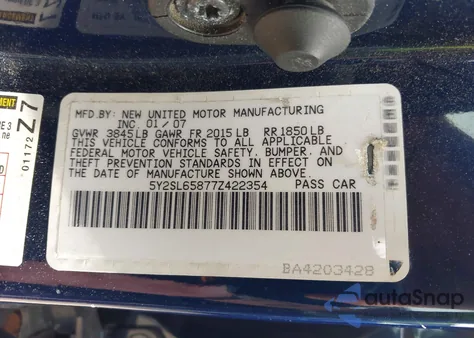 MFD.BY: NEW UNITED MOTOR MANUFACTURING
INC 01/07
GVWR 3845LB GAWR FR 2015 LB RR 1850 LB
THIS VEHICLE CONFORMS TO ALL APPLICABLE
FEDERAL MOTOR VEHICLE SAFETY, BUMPER, AND
THEFT PREVENTION STANDARDS IN EFFECT ON
THE DATE OF MANUFACTURE SHOWN ABOVE.
5Y2SL65877Z422354 PASS CAR
BA4203428
01172 Z7
autoSnap